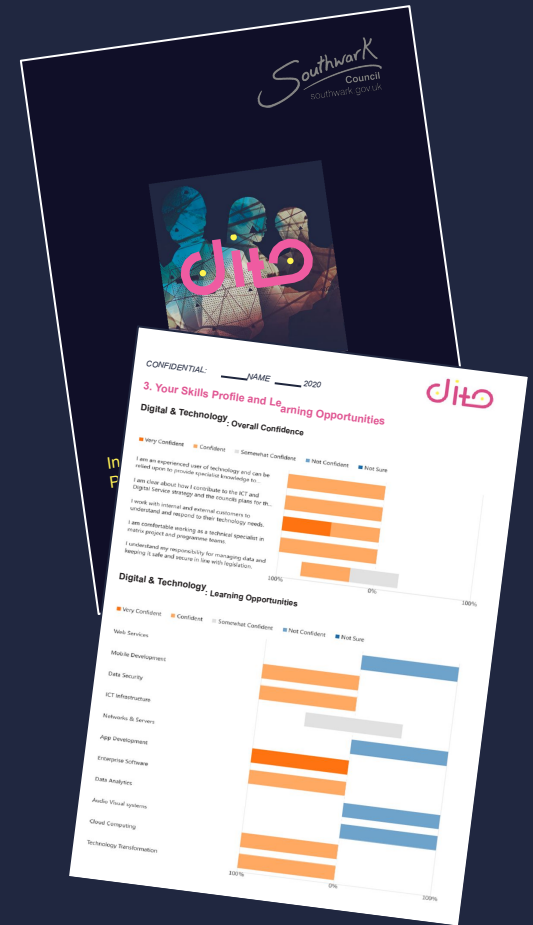 Southwark
Council
southwark.gov.uk
dito
In
P
CONFIDENTIAL: NAME 2020
dito
3. Your Skills Profile and Learning Opportunities
Digital & Technology: Overall Confidence
Very Confident Confident Somewhat Confident Not Confident Not Sure
I am an experienced user of technology and can be
relied upon to provide specialist knowledge to...
I am clear about how I contribute to the ICT and
Digital Service strategy and the councils plans for th..
I work with internal and external customers to
understand and respond to their technology needs.
I am comfortable working as a technical specialist in
matrix project and programme teams.
I understand my responsibility for managing data and
keeping it safe and secure in line with legislation.
100% 0% 100%
Digital & Technology: Learning Opportunities
Very Confident Confident Somewhat Confident Not Confident Not Sure
Web Services
Mobile Development
Data Security
ICT Infrastructure
Networks & Servers
App Development
Enterprise Software
Data Analytics
Audio Visual systems
Cloud Computing
Technology Transformation
100% 0% 100%